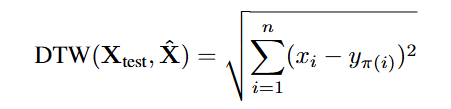 DTW(X_test, X̂) = √(∑_{i=1}^{n} (x_i − y_{π(i)})²)